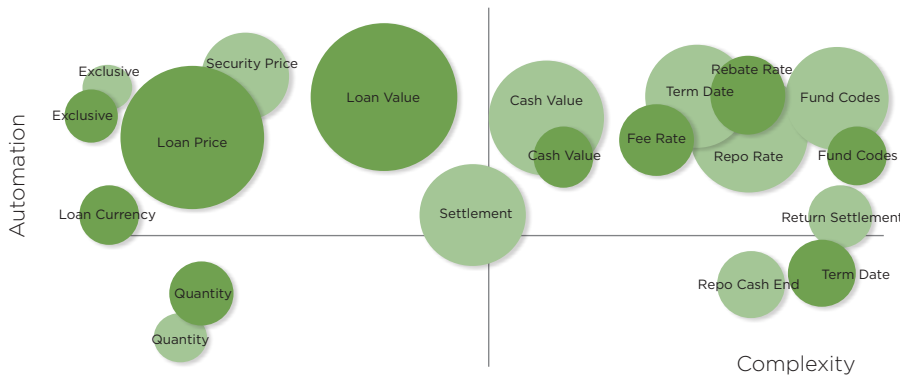 Automation
Exclusive
Exclusive
Security Price
Loan Price
Loan Value
Loan Currency
Quantity
Quantity
Settlement
Cash Value
Cash Value
Rebate Rate
Term Date
Fee Rate
Repo Rate
Fund Codes
Fund Codes
Return Settlement
Repo Cash End
Term Date
Complexity